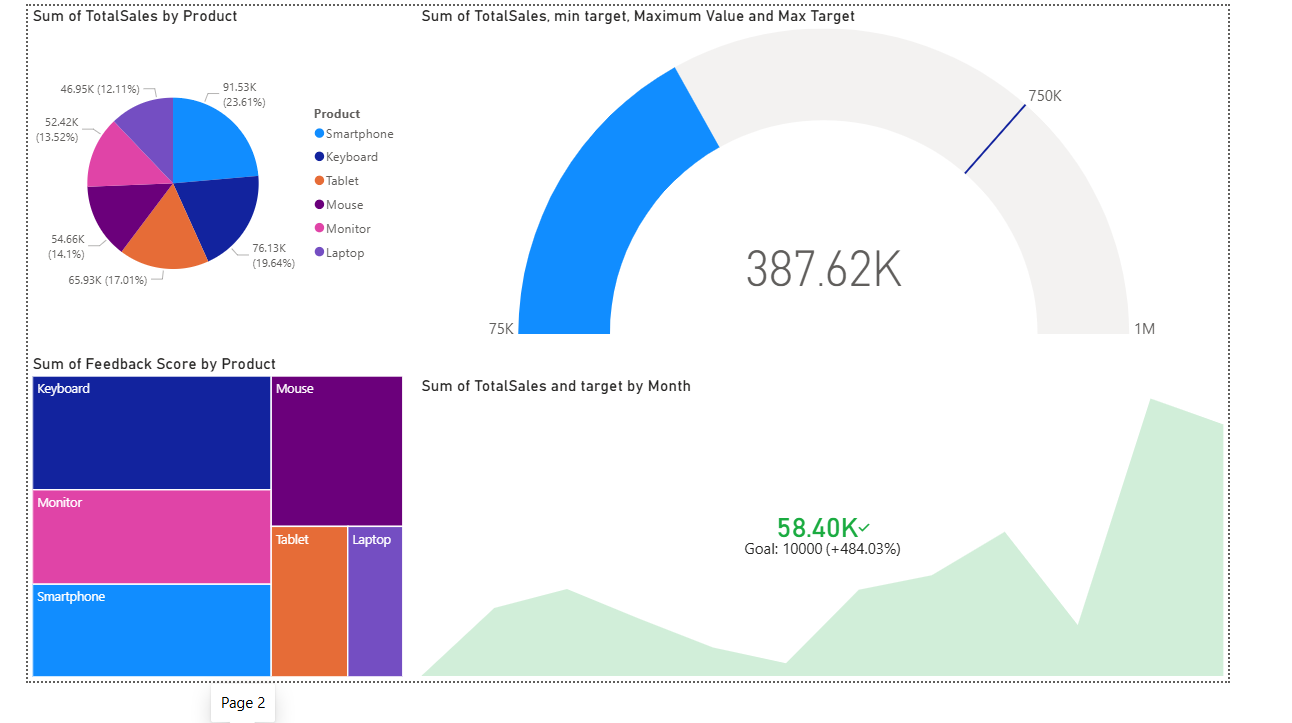 Sum of TotalSales by Product
46.95K (12.11%)
91.53K
(23.61%)
52.42K
(13.52%)
54.66K
(14.1%)
76.13K
(19.64%)
65.93K (17.01%)
Product
Smartphone
Keyboard
Tablet
Mouse
Monitor
Laptop
Sum of TotalSales, min target, Maximum Value and Max Target
750K
387.62K
75K
1M
Sum of Feedback Score by Product
Keyboard
Mouse
Monitor
Tablet
Laptop
Smartphone
Sum of TotalSales and target by Month
58.40K✓
Goal: 10000 (+484.03%)
Page 2